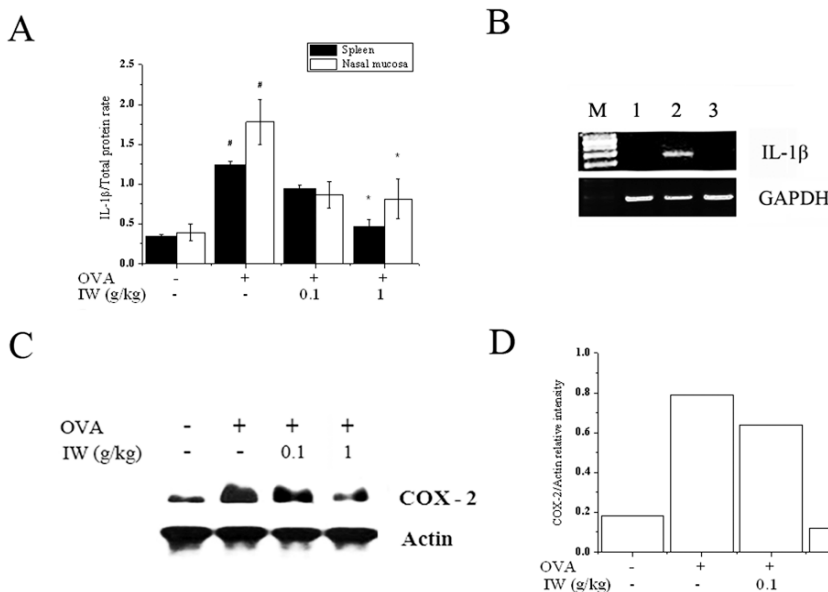 A
Spleen
Nasal mucosa
IL-1β/Total protein rate
2.5
2.0
1.5
1.0
0.5
0.0
# # * *
OVA - + + +
IW (g/kg) - - 0.1 1
B
M 1 2 3
IL-1β
GAPDH
C
OVA - + + +
IW (g/kg) - - 0.1 1
COX - 2
Actin
D
COX-2/Actin relative intensity
1.0
0.8
0.6
0.4
0.2
0.0
OVA - + +
IW (g/kg) - - 0.1